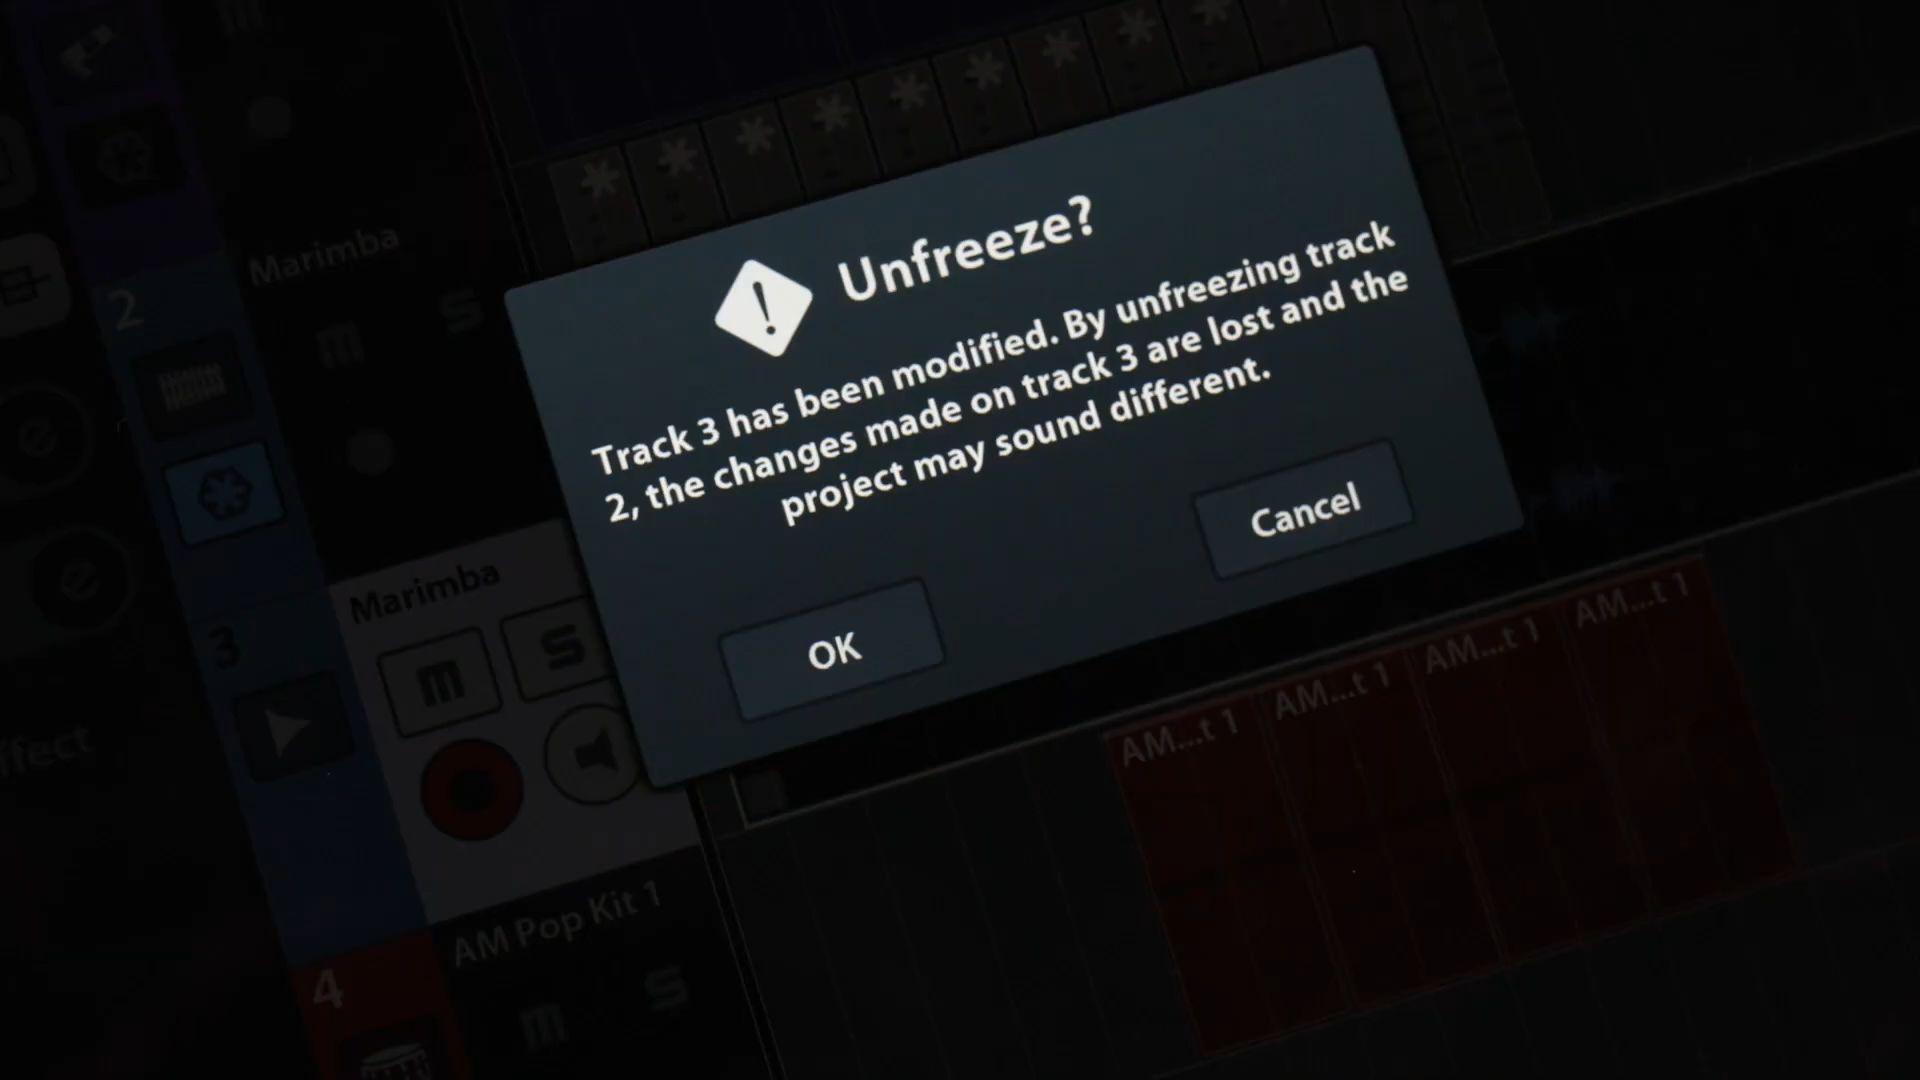 Unfreeze?
Track 3 has been modified. By unfreezing track
2, the changes made on track 3 are lost and the
project may sound different.
OK
Cancel
Marimba
2
m
S
e
e
3
Marimba
m
S
ffect
4
AM Pop Kit 1
m
S
AM...t 1
AM...t 1
AM...t 1
AM...t 1